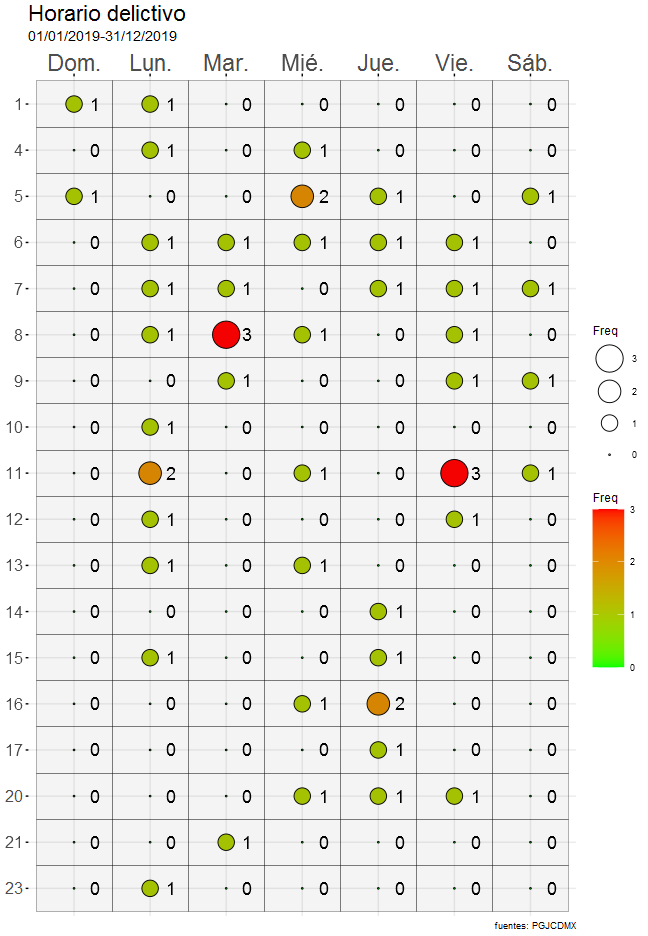 Horario delictivo
01/01/2019-31/12/2019
Dom. Lun. Mar. Mié. Jue. Vie. Sáb.
1 1 1 0 0 0 0 0
4 0 1 0 1 0 0 0
5 1 0 0 2 1 0 1
6 0 1 1 1 1 1 0
7 0 1 1 0 1 1 1
8 0 1 3 1 0 1 0
9 0 0 1 0 0 1 1
10 0 1 0 0 0 0 0
11 0 2 0 1 0 3 1
12 0 1 0 0 0 1 0
13 0 1 0 1 0 0 0
14 0 0 0 0 1 0 0
15 0 1 0 0 1 0 0
16 0 0 0 1 2 0 0
17 0 0 0 0 1 0 0
20 0 0 0 1 1 1 0
21 0 0 1 0 0 0 0
23 0 1 0 0 0 0 0
Freq
3
2
1
0
Freq
3
2
1
0
fuentes: PGJCDMX